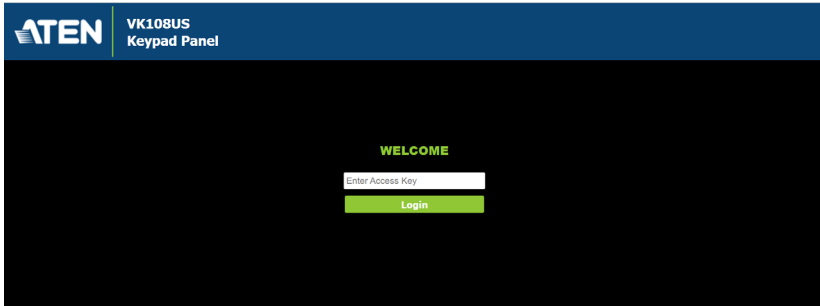 ATEN
VK108US
Keypad Panel
WELCOME
Enter Access Key
Login